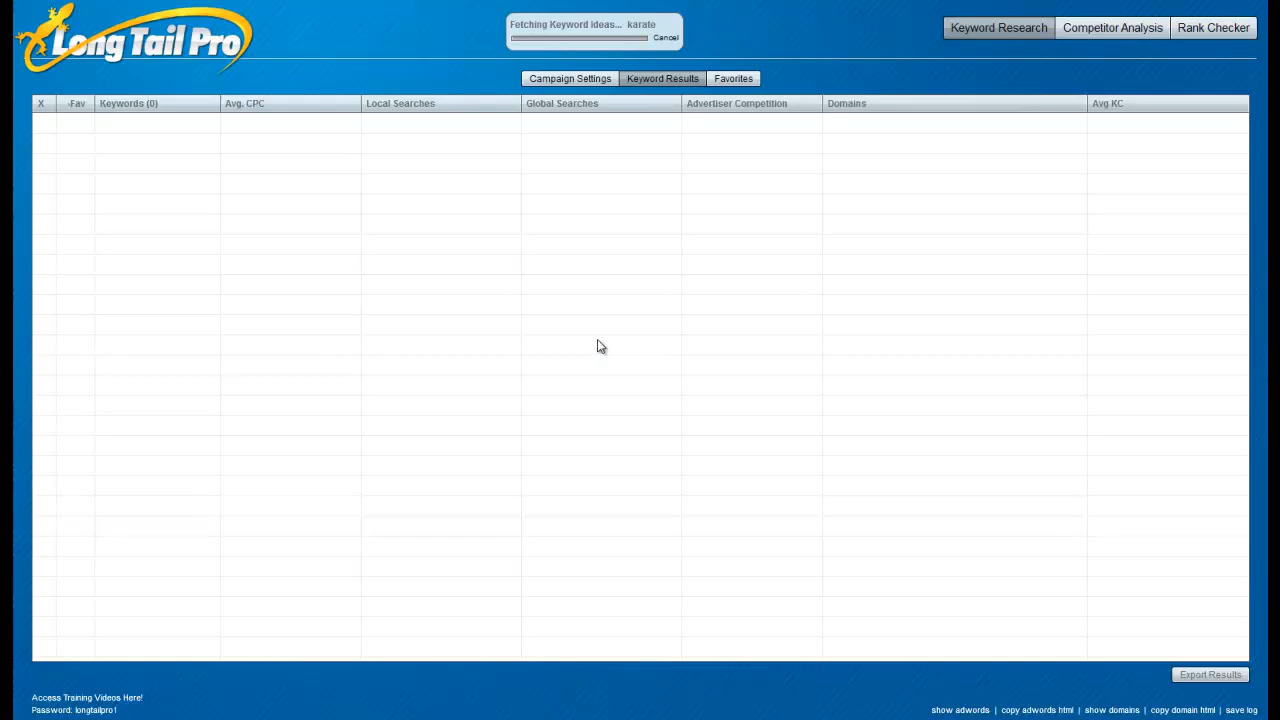 Long Tail Pro
Fetching Keyword Ideas... karate
Cancel
Keyword Research Competitor Analysis Rank Checker
Campaign Settings Keyword Results Favorites
X -Fav Keywords (0) Avg. CPC Local Searches Global Searches Advertiser Competition Domains Avg KC
Export Results
Access Training Videos Here!
Password: longtailpro1
show adwords | copy adwords html | show domains | copy domain html | save log